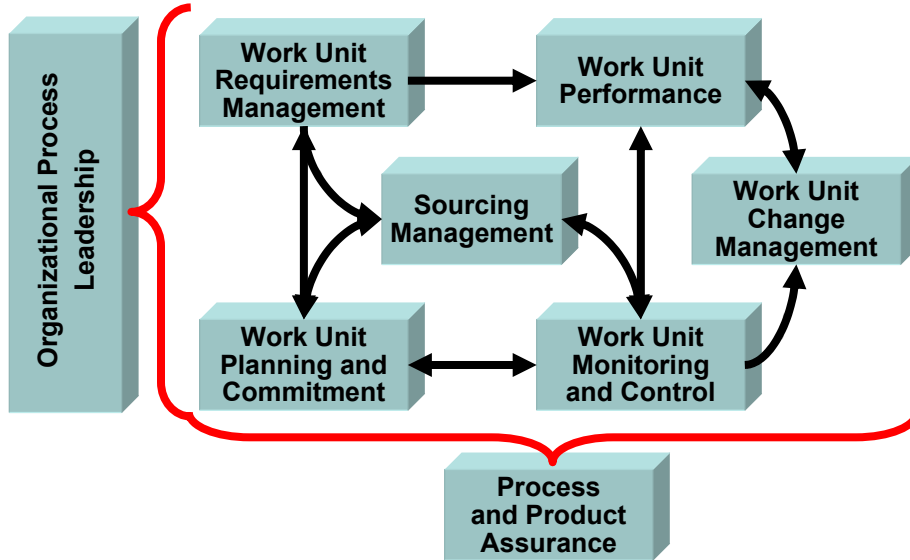 Organizational Process
Leadership
Work Unit
Requirements
Management
Work Unit
Performance
Sourcing
Management
Work Unit
Change
Management
Work Unit
Planning and
Commitment
Work Unit
Monitoring
and Control
Process
and Product
Assurance